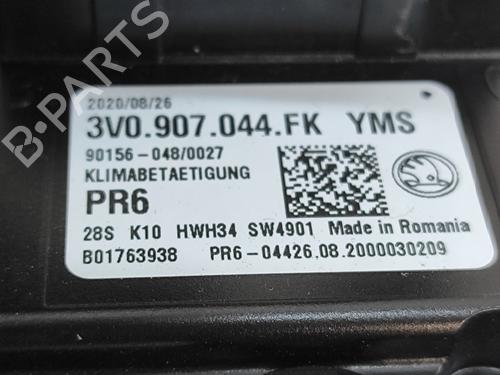 2020/08/26
3V0.907.044.FK YMS
90156-048/0027
KLIMABETAETIGUNG
PR6
28S K10 HWH34 SW4901 Made in Romania
B01763938 PR6-04426.08.2000030209
B-PARTS